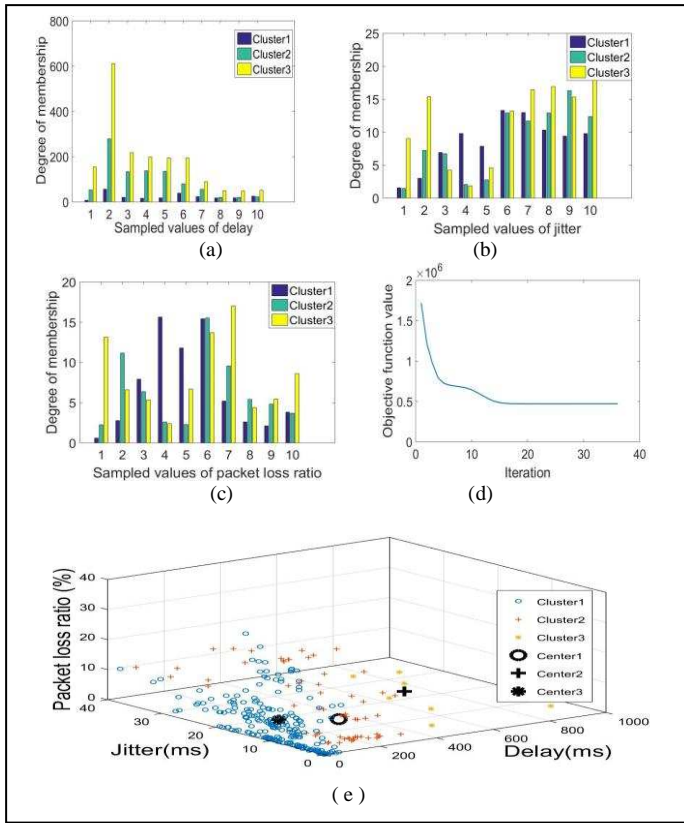 800
600
400
200
0
Degree of membership
Cluster1
Cluster2
Cluster3
1 2 3 4 5 6 7 8 9 10
Sampled values of delay
(a)
25
20
15
10
5
0
Degree of membership
Cluster1
Cluster2
Cluster3
1 2 3 4 5 6 7 8 9 10
Sampled values of jitter
(b)
20
15
10
5
0
Degree of membership
Cluster1
Cluster2
Cluster3
1 2 3 4 5 6 7 8 9 10
Sampled values of packet loss ratio
(c)
2 ×10⁶
1.5
1
0.5
0
Objective function value
0 10 20 30 40
Iteration
(d)
Packet loss ratio (%)
40
30
20
10
0
40
30
20
10
0
Jitter(ms)
0
200
400
600
800
1000
Delay(ms)
Cluster1
Cluster2
Cluster3
Center1
Center2
Center3
( e )